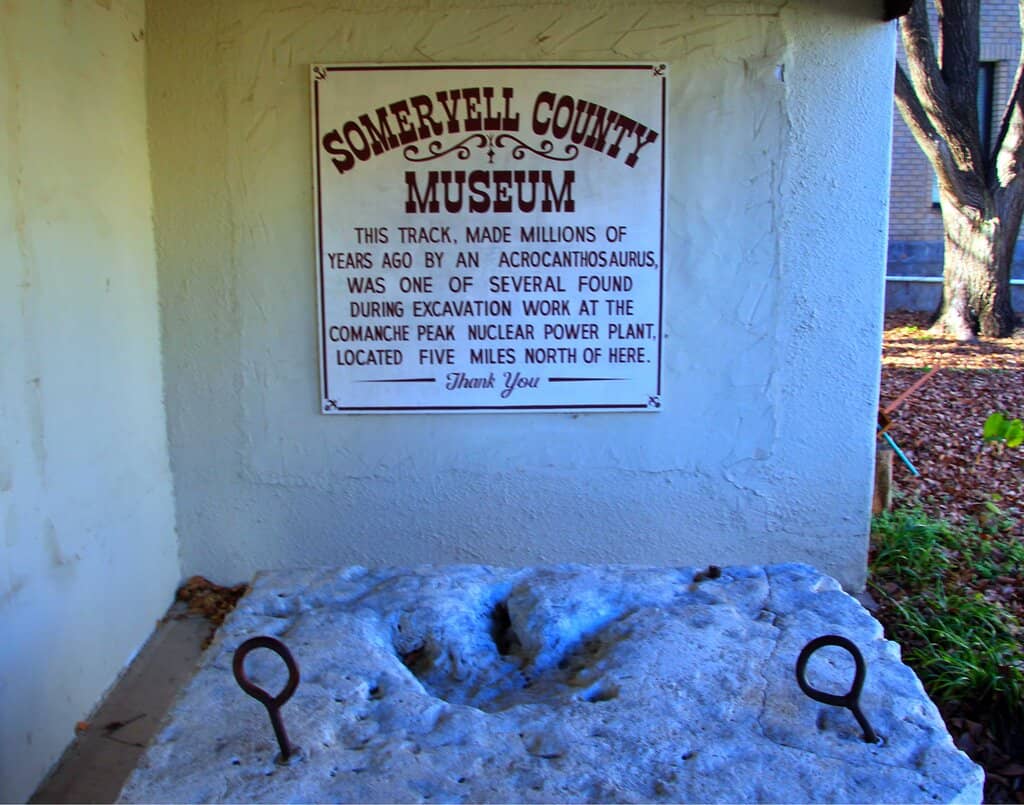 SOMERVELL COUNTY
MUSEUM
THIS TRACK, MADE MILLIONS OF
YEARS AGO BY AN ACROCANTHOSAURUS,
WAS ONE OF SEVERAL FOUND
DURING EXCAVATION WORK AT THE
COMANCHE PEAK NUCLEAR POWER PLANT,
LOCATED FIVE MILES NORTH OF HERE.
Thank You